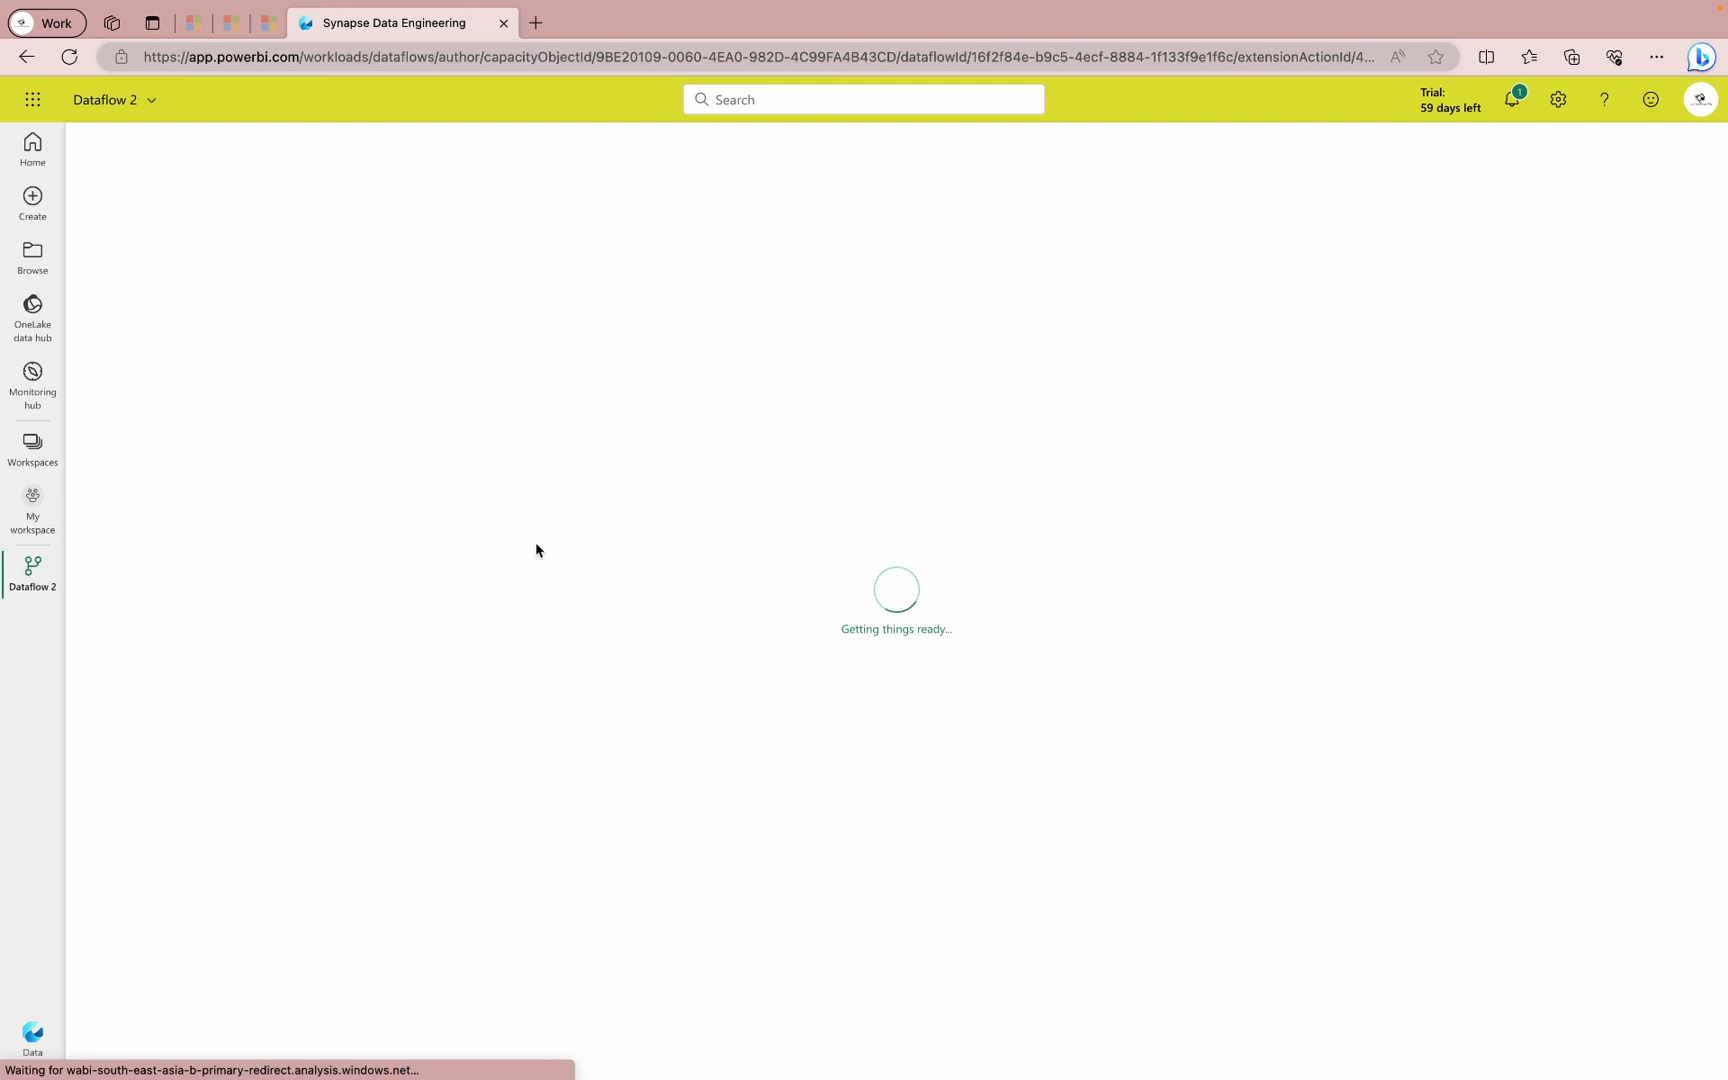 Work
Synapse Data Engineering
https://app.powerbi.com/workloads/dataflows/author/capacityObjectId/9BE20109-0060-4EA0-982D-4C99FA4B43CD/dataflowId/16f2f84e-b9c5-4ecf-8884-1f133f9e1f6c/extensionActionId/4...
Dataflow 2
Search
Trial:
59 days left
1
Home
Create
Browse
OneLake
data hub
Monitoring
hub
Workspaces
My
workspace
Dataflow 2
Getting things ready...
Data
Waiting for wabi-south-east-asia-b-primary-redirect.analysis.windows.net...